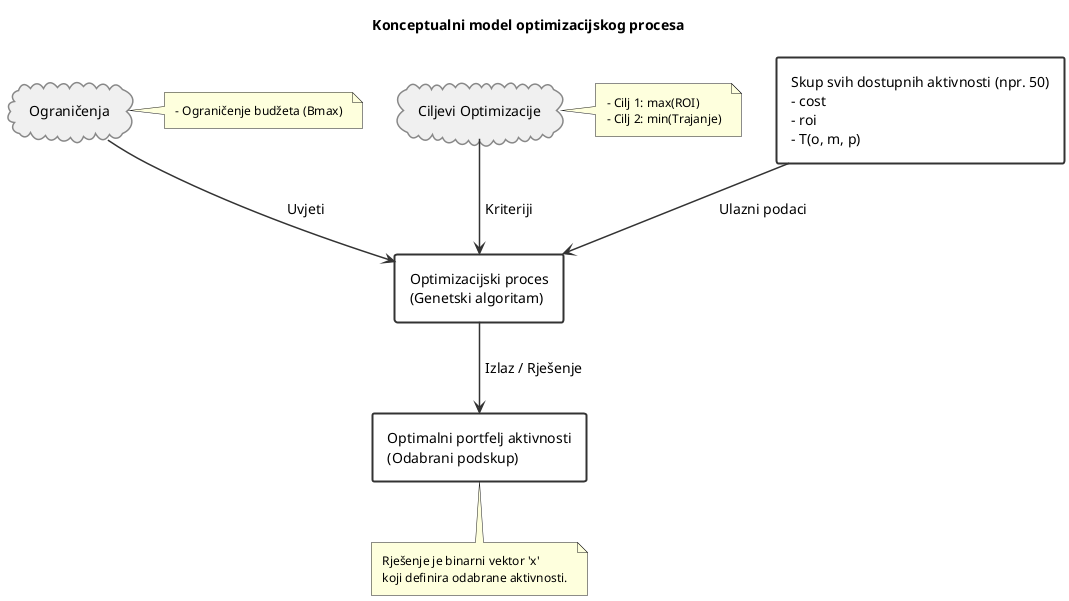 Konceptualni model optimizacijskog procesa
Ograničenja
- Ograničenje budžeta (Bmax)
Ciljevi Optimizacije
- Cilj 1: max(ROI)
- Cilj 2: min(Trajanje)
Skup svih dostupnih aktivnosti (npr. 50)
- cost
- roi
- T(o, m, p)
Uvjeti
Kriteriji
Ulazni podaci
Optimizacijski proces
(Genetski algoritam)
Izlaz / Rješenje
Optimalni portfelj aktivnosti
(Odabrani podskup)
Rješenje je binarni vektor 'x'
koji definira odabrane aktivnosti.